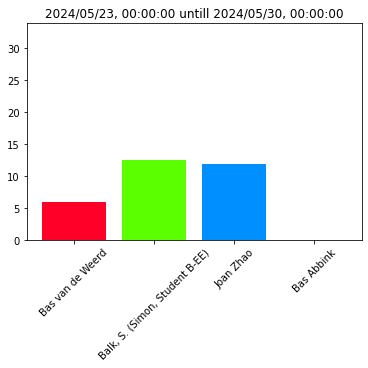 2024/05/23, 00:00:00 untill 2024/05/30, 00:00:00
30
25
20
15
10
5
0
Bas van de Weerd
Balk, S. (Simon, Student B-EE)
Joan Zhao
Bas Abbink